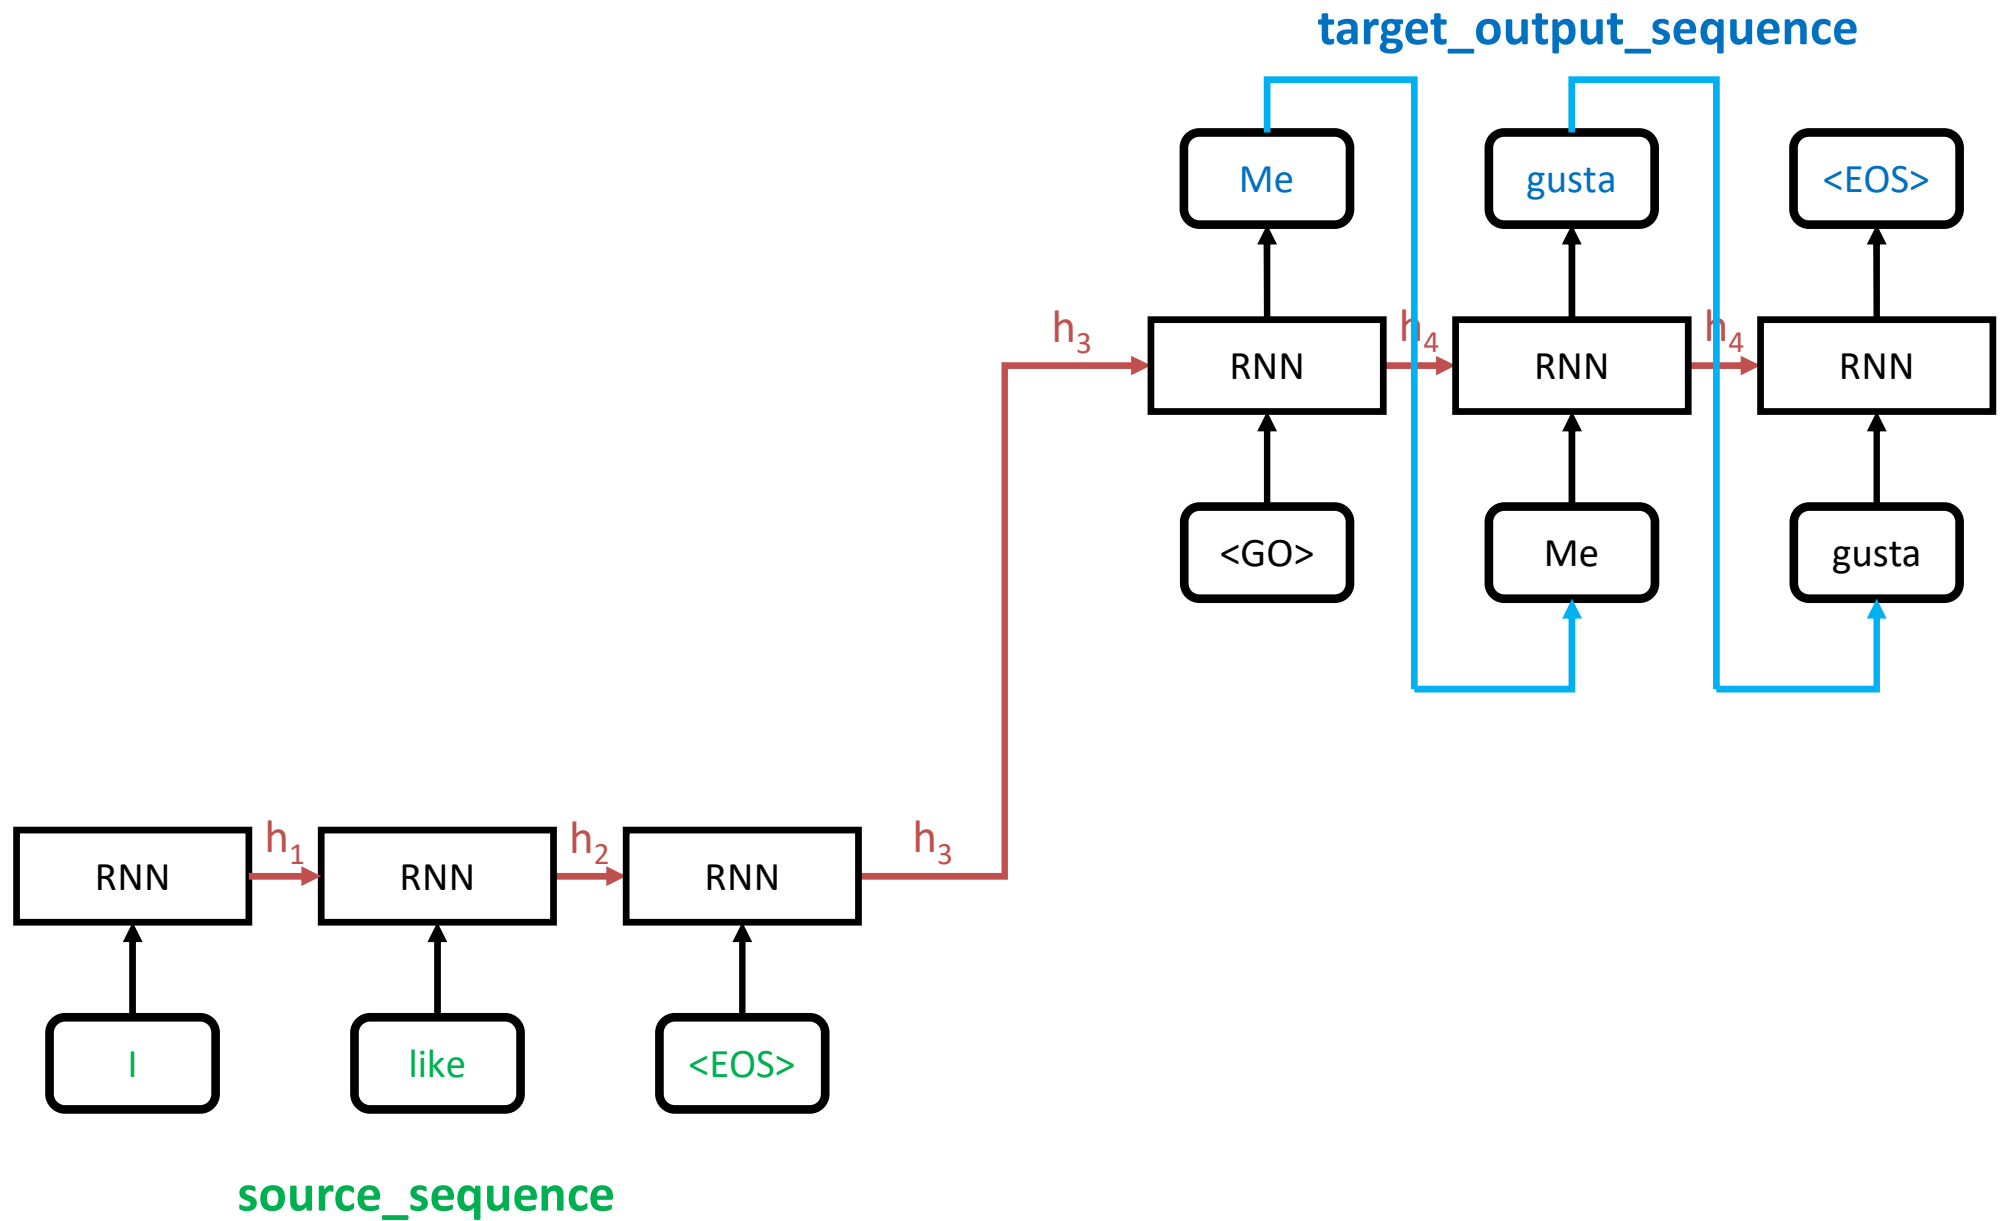 target_output_sequence
Me gusta <EOS>
h3 h4 h4
RNN RNN RNN
<GO> Me gusta
h1 h2 h3
RNN RNN RNN
I like <EOS>
source_sequence